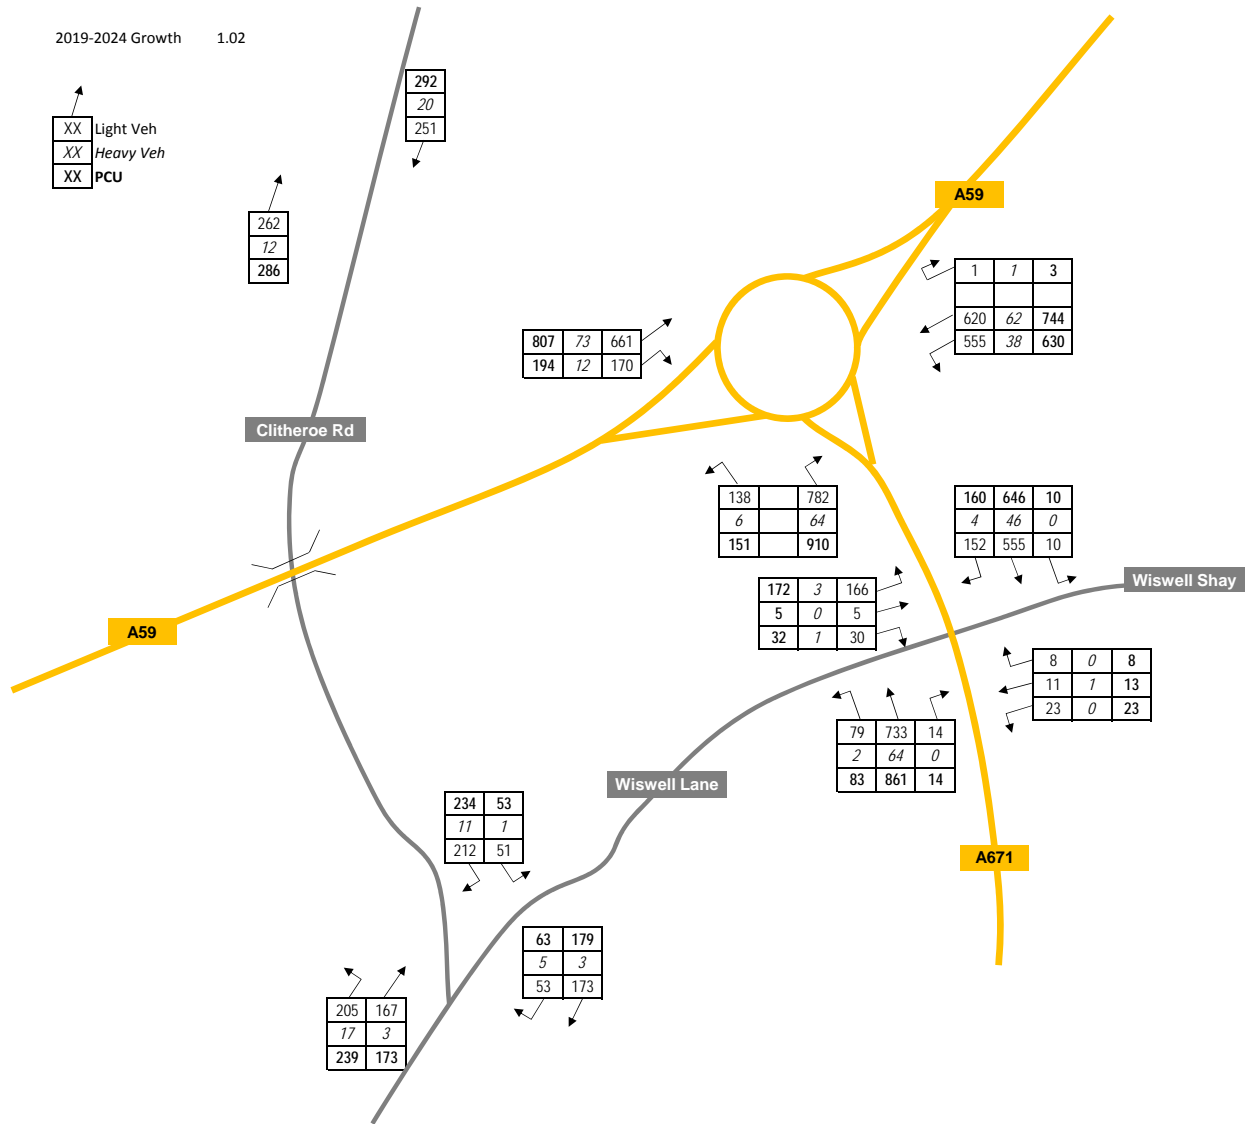 2019-2024 Growth 1.02
XX Light Veh
XX Heavy Veh
XX PCU
292
20
251
262
12
286
A59
1 1 3
620 62 744
555 38 630
807 73 661
194 12 170
Clitheroe Rd
138 782
6 64
151 910
160 646 10
4 46 0
152 555 10
Wiswell Shay
172 3 166
5 0 5
32 1 30
A59
8 0 8
11 1 13
23 0 23
79 733 14
2 64 0
83 861 14
Wiswell Lane
234 53
11 1
212 51
A671
63 179
5 3
53 173
205 167
17 3
239 173